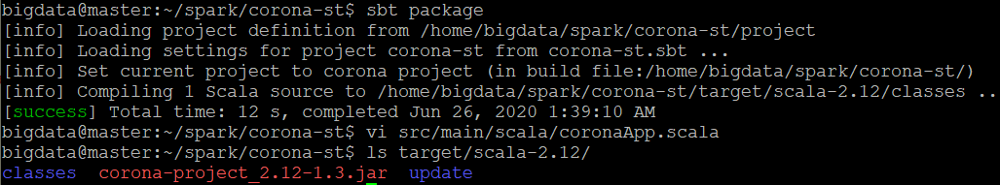 bigdata@master:~/spark/corona-st$ sbt package
[info] Loading project definition from /home/bigdata/spark/corona-st/project
[info] Loading settings for project corona-st from corona-st.sbt ...
[info] Set current project to corona project (in build file:/home/bigdata/spark/corona-st/)
[info] Compiling 1 Scala source to /home/bigdata/spark/corona-st/target/scala-2.12/classes ..
[success] Total time: 12 s, completed Jun 26, 2020 1:39:10 AM
bigdata@master:~/spark/corona-st$ vi src/main/scala/coronaApp.scala
bigdata@master:~/spark/corona-st$ ls target/scala-2.12/
classes  corona-project_2.12-1.3.jar  update